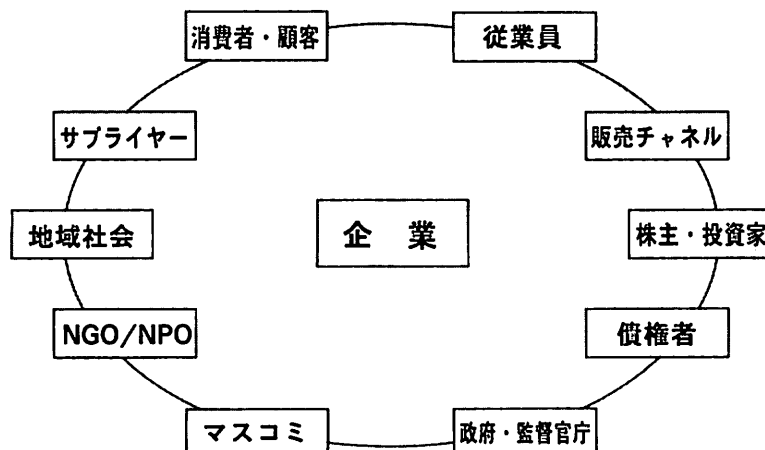 消費者・顧客
従業員
サプライヤー
販売チャネル
地域社会
企　業
株主・投資家
NGO/NPO
債権者
マスコミ
政府・監督官庁